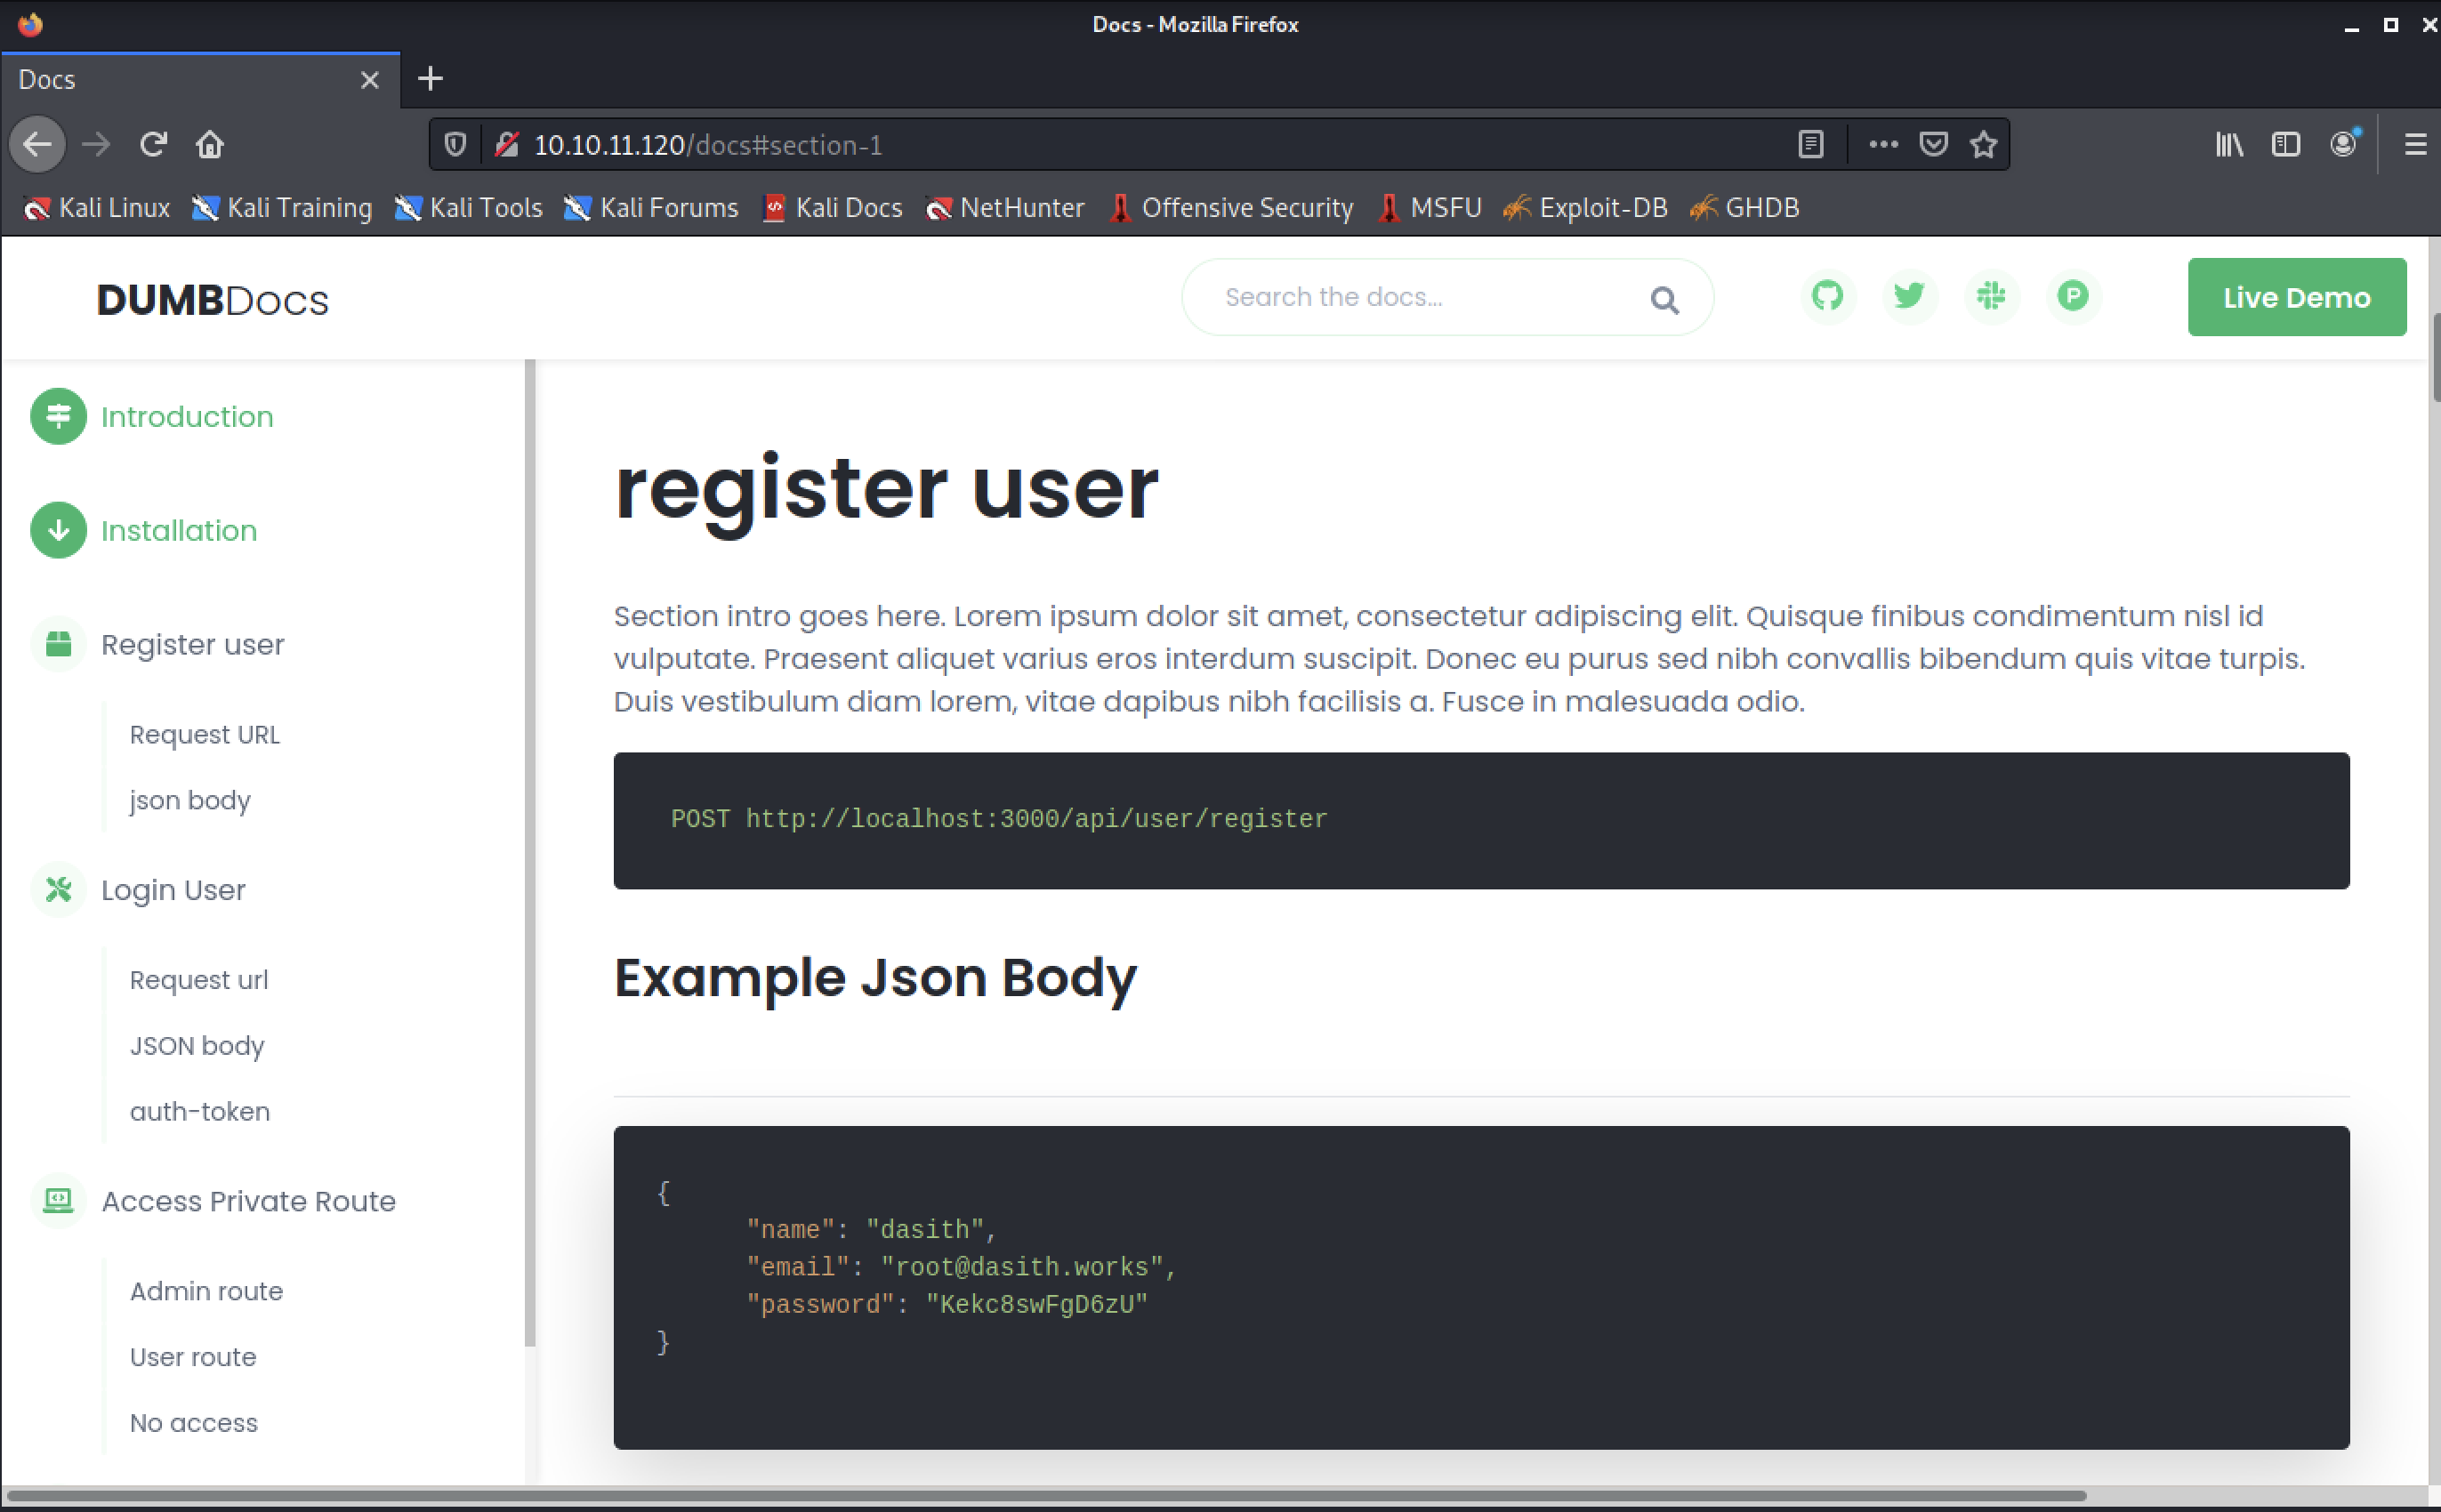 Docs - Mozilla Firefox
Docs
10.10.11.120/docs#section-1
Kali Linux Kali Training Kali Tools Kali Forums Kali Docs NetHunter Offensive Security MSFU Exploit-DB GHDB
DUMBDocs
Search the docs...
Live Demo
Introduction
Installation
Register user
Request URL
json body
Login User
Request url
JSON body
auth-token
Access Private Route
Admin route
User route
No access
register user
Section intro goes here. Lorem ipsum dolor sit amet, consectetur adipiscing elit. Quisque finibus condimentum nisl id
vulputate. Praesent aliquet varius eros interdum suscipit. Donec eu purus sed nibh convallis bibendum quis vitae turpis.
Duis vestibulum diam lorem, vitae dapibus nibh facilisis a. Fusce in malesuada odio.
POST http://localhost:3000/api/user/register
Example Json Body
{
"name": "dasith",
"email": "root@dasith.works",
"password": "Kekc8swFgD6zU"
}